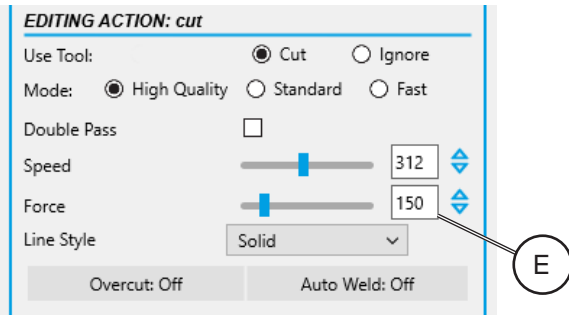 EDITING ACTION: cut
Use Tool: Cut Ignore
Mode: High Quality Standard Fast
Double Pass
Speed 312
Force 150
Line Style Solid
E
Overcut: Off Auto Weld: Off